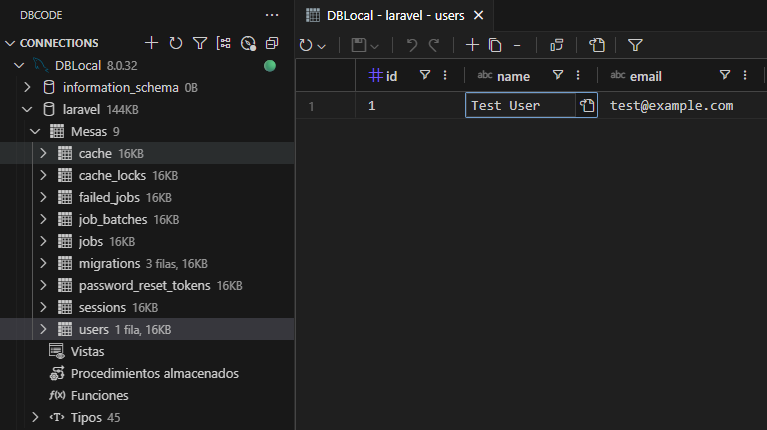 DBCODE
CONNECTIONS
DBLocal 8.0.32
information_schema 0B
laravel 144KB
Mesas 9
cache 16KB
cache_locks 16KB
failed_jobs 16KB
job_batches 16KB
jobs 16KB
migrations 3 filas, 16KB
password_reset_tokens 16KB
sessions 16KB
users 1 fila, 16KB
Vistas
Procedimientos almacenados
f(x) Funciones
<T> Tipos 45
DBLocal - laravel - users
id abc name abc email
1 1 Test User test@example.com